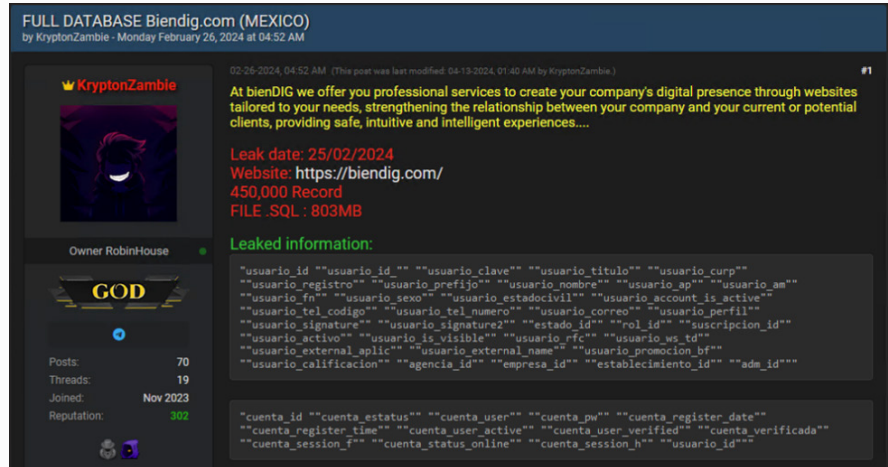 FULL DATABASE Biendig.com (MEXICO)
by KryptonZambie - Monday February 26, 2024 at 04:52 AM
02-26-2024, 04:52 AM (This post was last modified: 04-13-2024, 01:40 AM by KryptonZambie.)
#1
KryptonZambie
At bienDIG we offer you professional services to create your company's digital presence through websites
tailored to your needs, strengthening the relationship between your company and your current or potential
clients, providing safe, intuitive and intelligent experiences....
Leak date: 25/02/2024
Website: https://biendig.com/
450,000 Record
FILE .SQL : 803MB
Owner RobinHouse
GOD
Posts: 70
Threads: 19
Joined: Nov 2023
Reputation: 302
Leaked information:
"usuario_id ""usuario_id_"" ""usuario_clave"" ""usuario_titulo"" ""usuario_curp""
""usuario_registro"" ""usuario_prefijo"" ""usuario_nombre"" ""usuario_ap"" ""usuario_am""
""usuario_fn"" ""usuario_sexo"" ""usuario_estadocivil"" ""usuario_account_is_active""
""usuario_tel_codigo"" ""usuario_tel_numero"" ""usuario_correo"" ""usuario_perfil""
""usuario_signature"" ""usuario_signature2"" ""estado_id"" ""rol_id"" ""suscripcion_id""
""usuario_activo"" ""usuario_is_visible"" ""usuario_rfc"" ""usuario_ws_td""
""usuario_external_aplic"" ""usuario_external_name"" ""usuario_promocion_bf""
""usuario_calificacion"" ""agencia_id"" ""empresa_id"" ""establecimiento_id"" ""adm_id"""
"cuenta_id ""cuenta_estatus"" ""cuenta_user"" ""cuenta_pw"" ""cuenta_register_date""
""cuenta_register_time"" ""cuenta_user_active"" ""cuenta_user_verified"" ""cuenta_verificada""
""cuenta_session_f"" ""cuenta_status_online"" ""cuenta_session_h"" ""usuario_id"""